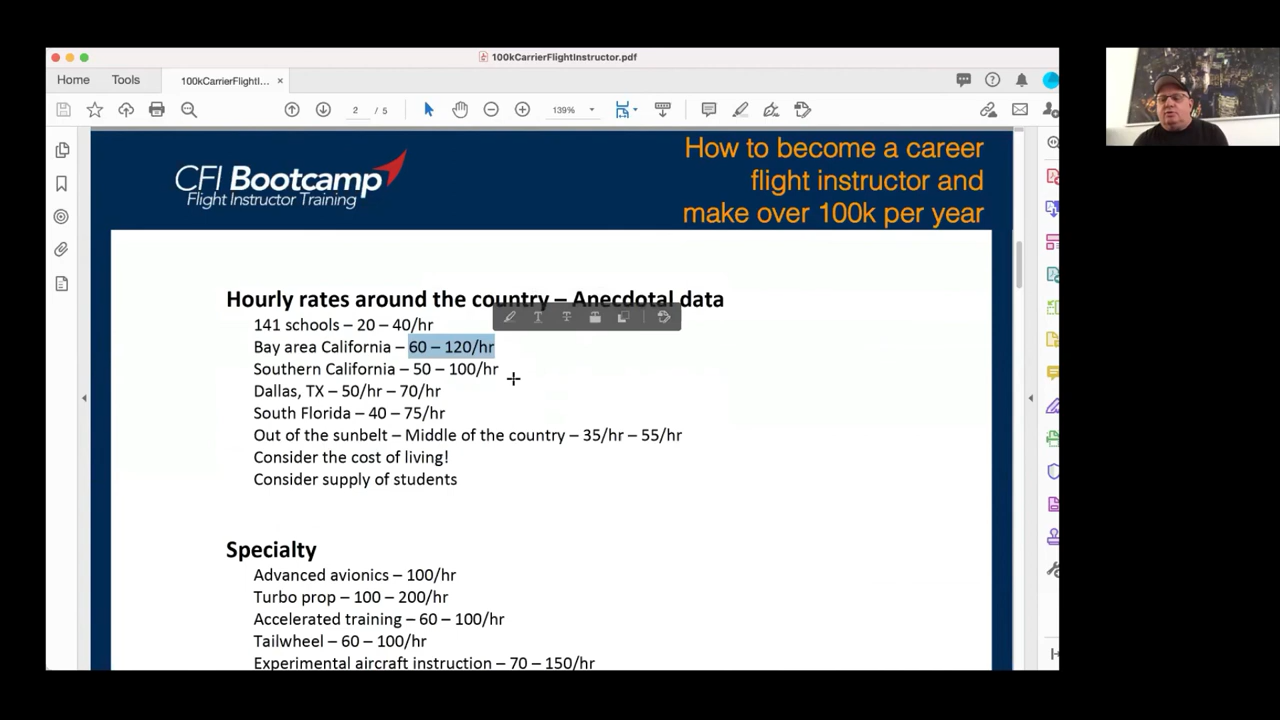 100kCarrierFlightInstructor.pdf
Home Tools 100kCarrierFlightI... ×
2 / 5 139%
CFI Bootcamp
Flight Instructor Training
How to become a career
flight instructor and
make over 100k per year
Hourly rates around the country – Anecdotal data
141 schools – 20 – 40/hr
Bay area California – 60 – 120/hr
Southern California – 50 – 100/hr
Dallas, TX – 50/hr – 70/hr
South Florida – 40 – 75/hr
Out of the sunbelt – Middle of the country – 35/hr – 55/hr
Consider the cost of living!
Consider supply of students
Specialty
Advanced avionics – 100/hr
Turbo prop – 100 – 200/hr
Accelerated training – 60 – 100/hr
Tailwheel – 60 – 100/hr
Experimental aircraft instruction – 70 – 150/hr